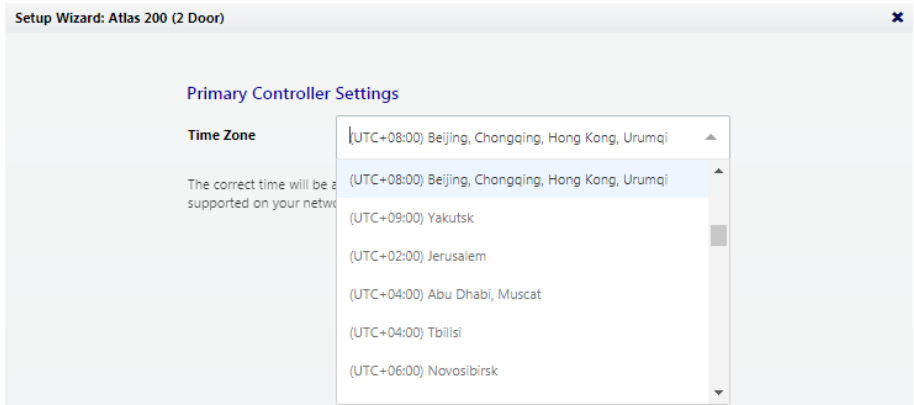 Setup Wizard: Atlas 200 (2 Door)
Primary Controller Settings
Time Zone
(UTC+08:00) Beijing, Chongqing, Hong Kong, Urumqi
The correct time will be
supported on your
(UTC+08:00) Beijing, Chongqing, Hong Kong, Urumqi
(UTC+09:00) Yakutsk
(UTC+02:00) Jerusalem
(UTC+04:00) Abu Dhabi, Muscat
(UTC+04:00) Tbilisi
(UTC+06:00) Novosibirsk